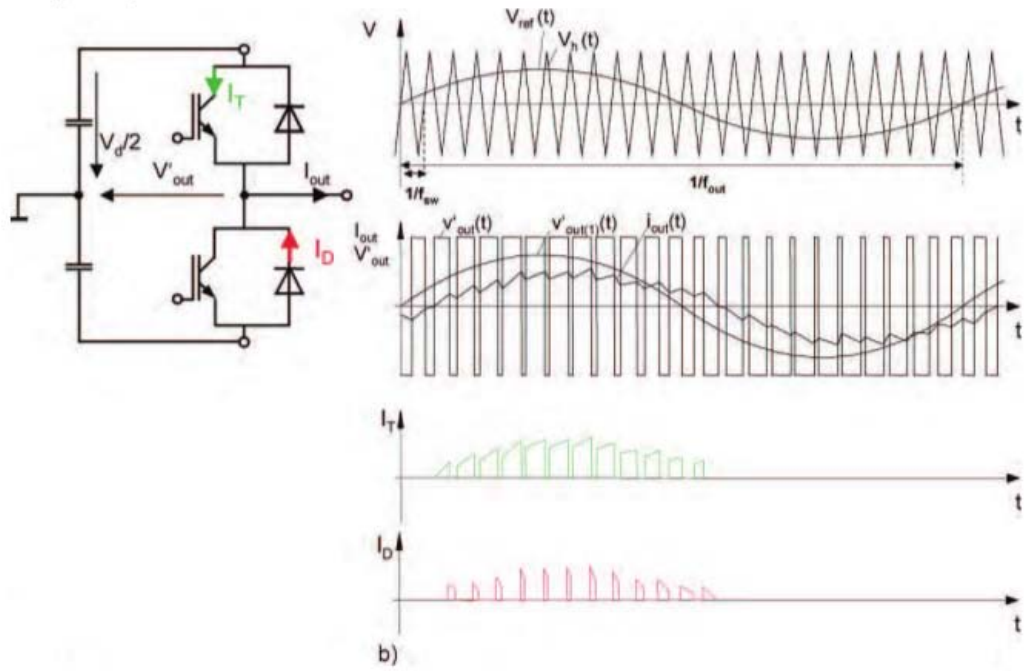 I_T
V_d/2
V'_out
I_out
I_D
V
V_ref (t)
V_h (t)
t
1/f_sw
1/f_out
I_out
V'_out
v'_out(t)
v'_out(1)(t)
i_out(t)
t
I_T
t
I_D
t
b)